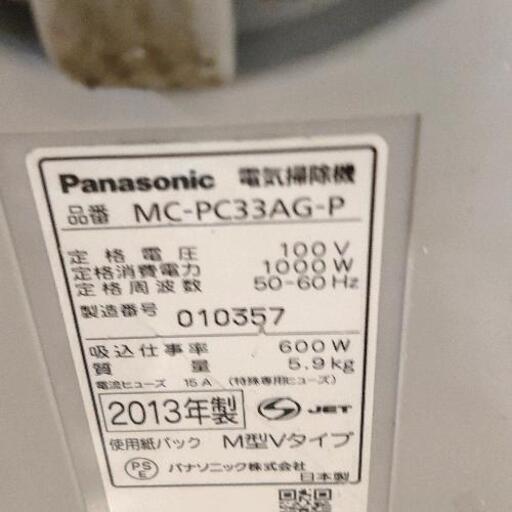 Panasonic 電気掃除機
品番 MC-PC33AG-P
定格電圧 100V
定格消費電力 1000W
定格周波数 50-60Hz
製造番号 010357
吸込仕事率 600W
質量 5.9kg
電流ヒューズ 15A (特殊専用ヒューズ)
2013年製 S JET
使用紙パック M型Vタイプ
PS E パナソニック株式会社
日本製